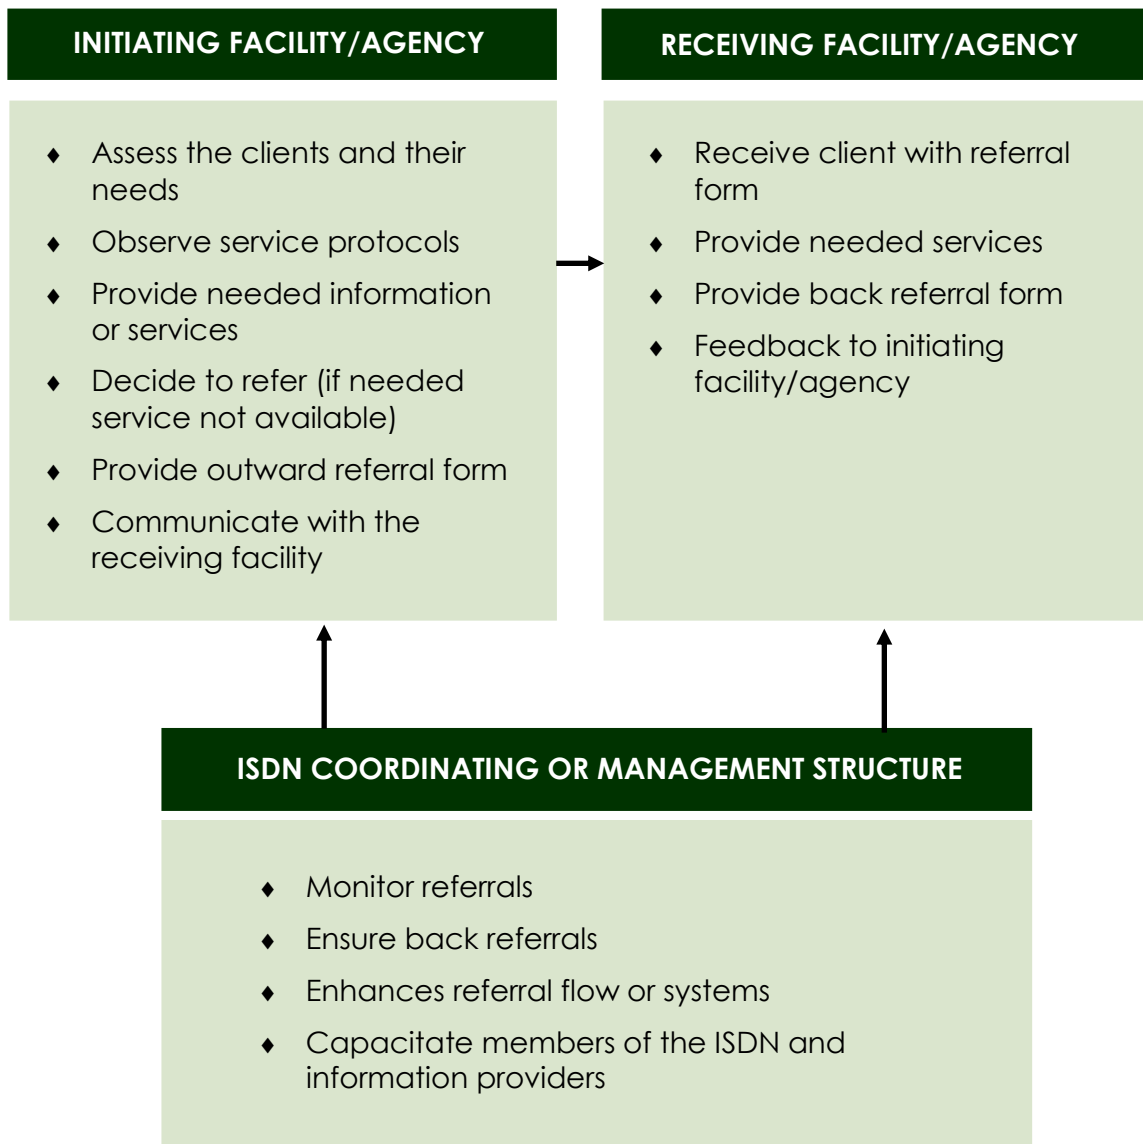 INITIATING FACILITY/AGENCY
♦ Assess the clients and their
needs
♦ Observe service protocols
♦ Provide needed information
or services
♦ Decide to refer (if needed
service not available)
♦ Provide outward referral form
♦ Communicate with the
receiving facility
RECEIVING FACILITY/AGENCY
♦ Receive client with referral
form
♦ Provide needed services
♦ Provide back referral form
♦ Feedback to initiating
facility/agency
ISDN COORDINATING OR MANAGEMENT STRUCTURE
♦ Monitor referrals
♦ Ensure back referrals
♦ Enhances referral flow or systems
♦ Capacitate members of the ISDN and
information providers